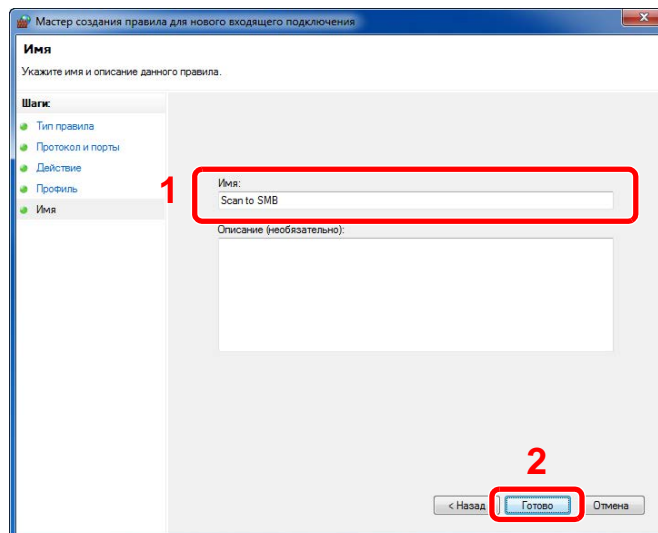 Мастер создания правила для нового входящего подключения
Имя
Укажите имя и описание данного правила.
Шаги:
Тип правила
Протокол и порты
Действие
Профиль
Имя
1
Имя:
Scan to SMB
Описание (необязательно):
2
< Назад
Готово
Отмена